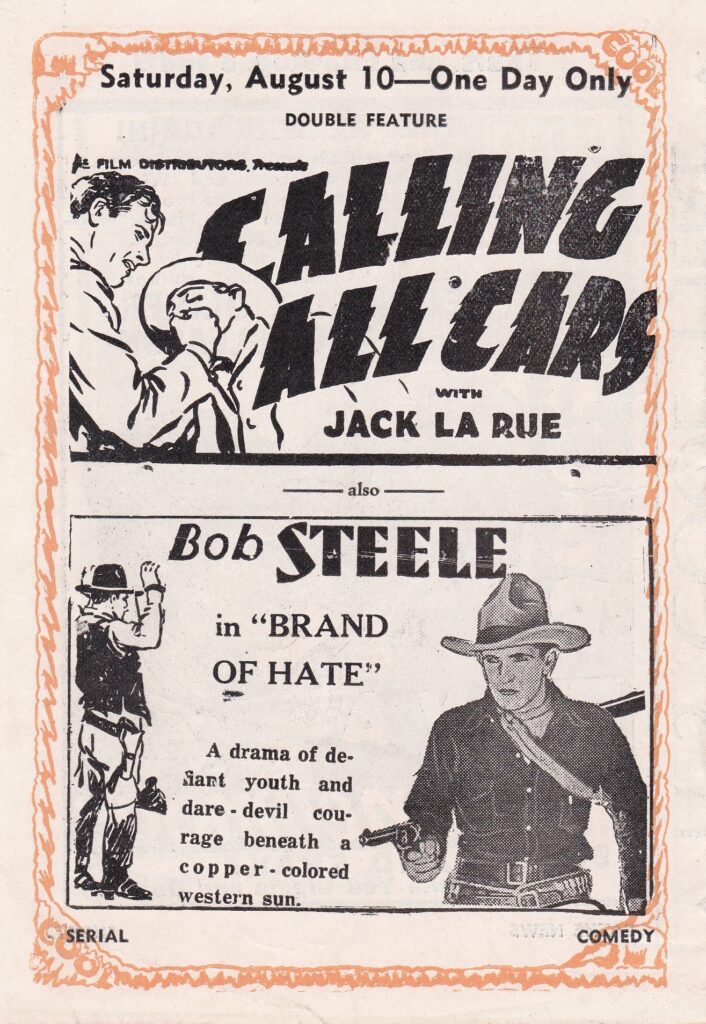 COOL
Saturday, August 10—One Day Only
DOUBLE FEATURE
FILM DISTRIBUTORS, Presents
CALLING
ALL CARS
WITH
JACK LA RUE
also
Bob STEELE
in "BRAND
OF HATE"
A drama of de-
fiant youth and
dare-devil cou-
rage beneath a
copper-colored
western sun.
SERIAL
COMEDY
COOL